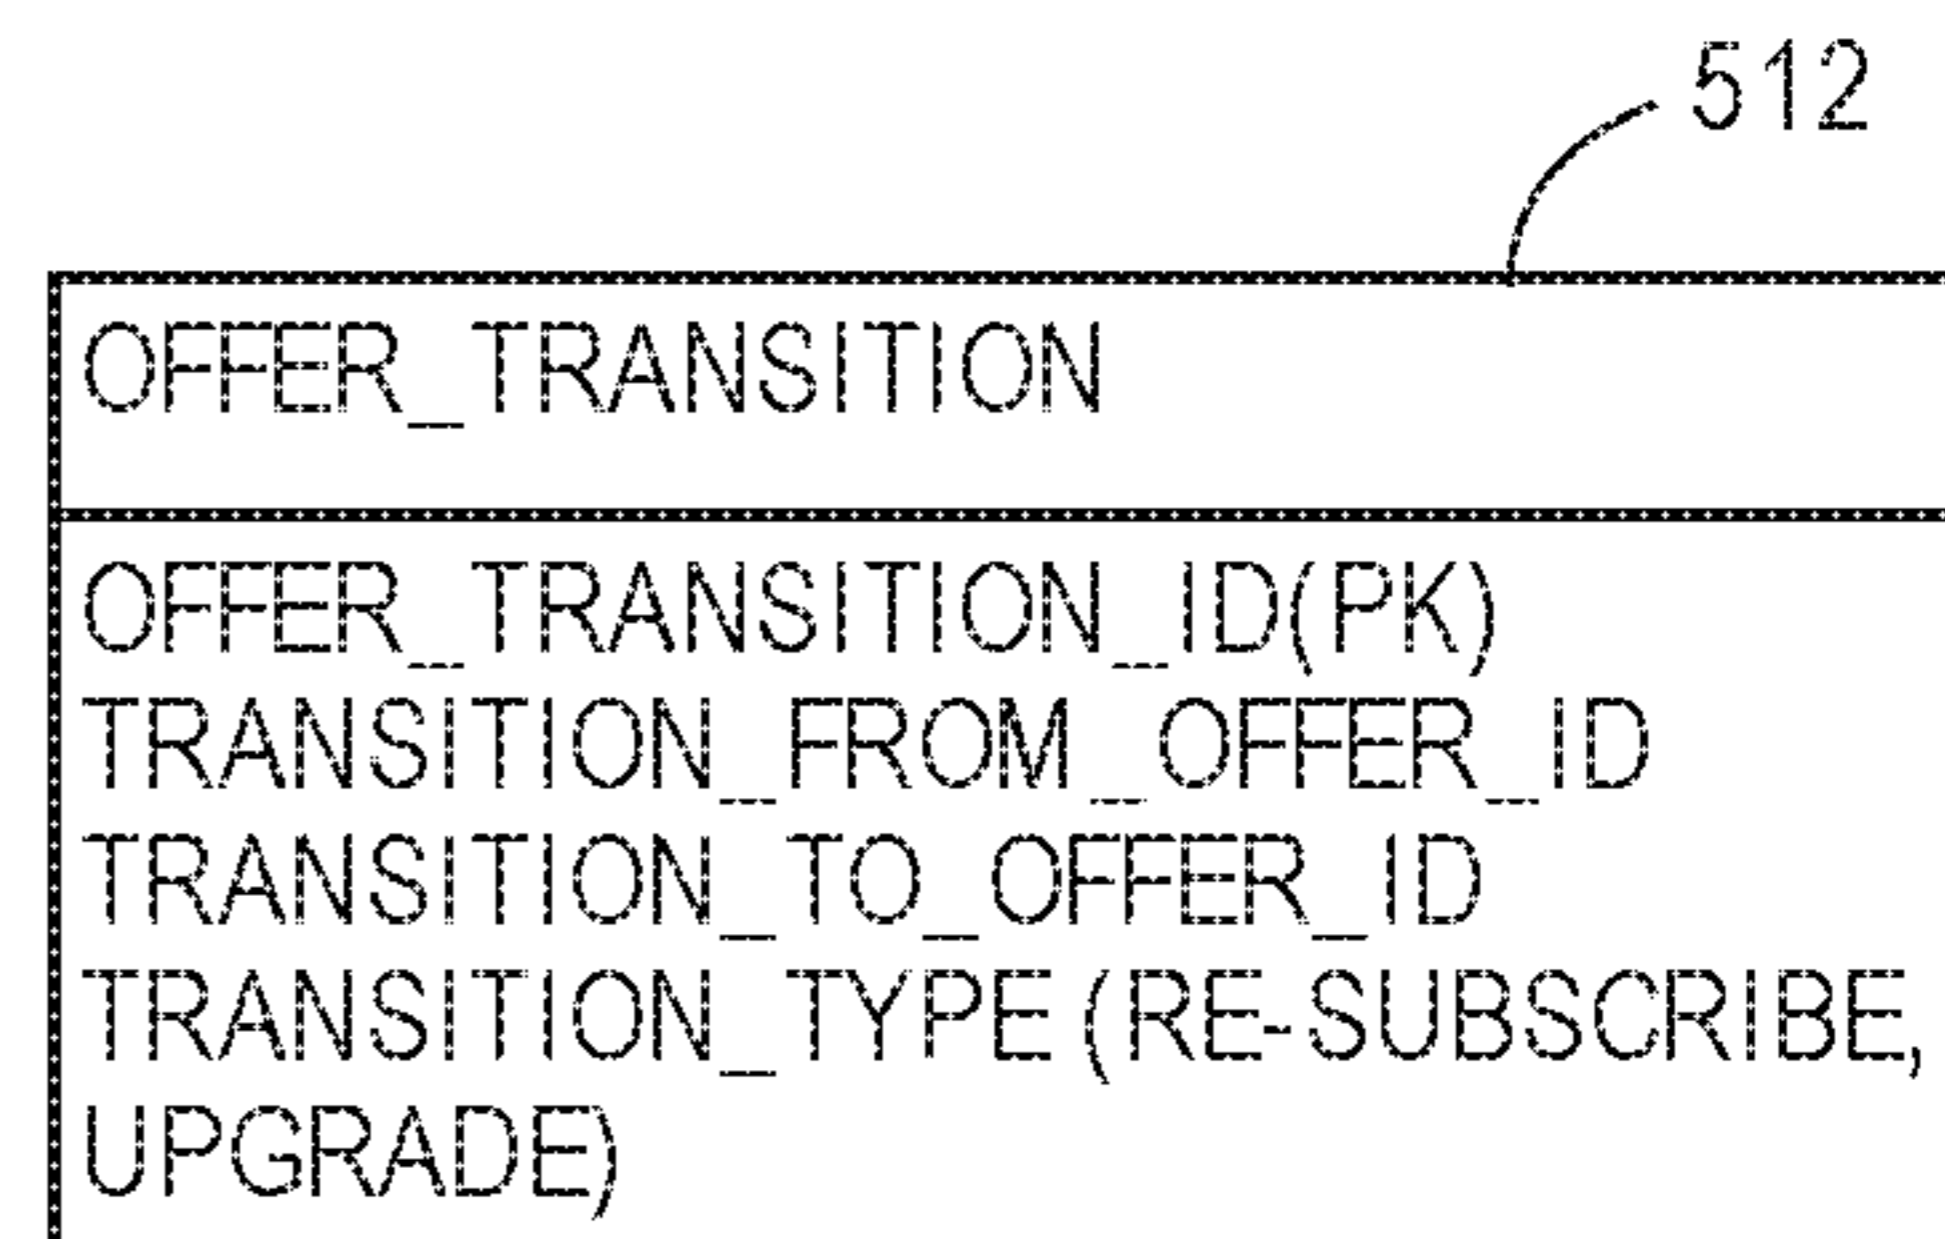 512
OFFER_TRANSITION
OFFER_TRANSITION_ID(PK)
TRANSITION_FROM_OFFER_ID
TRANSITION_TO_OFFER_ID
TRANSITION_TYPE (RE-SUBSCRIBE,
UPGRADE)